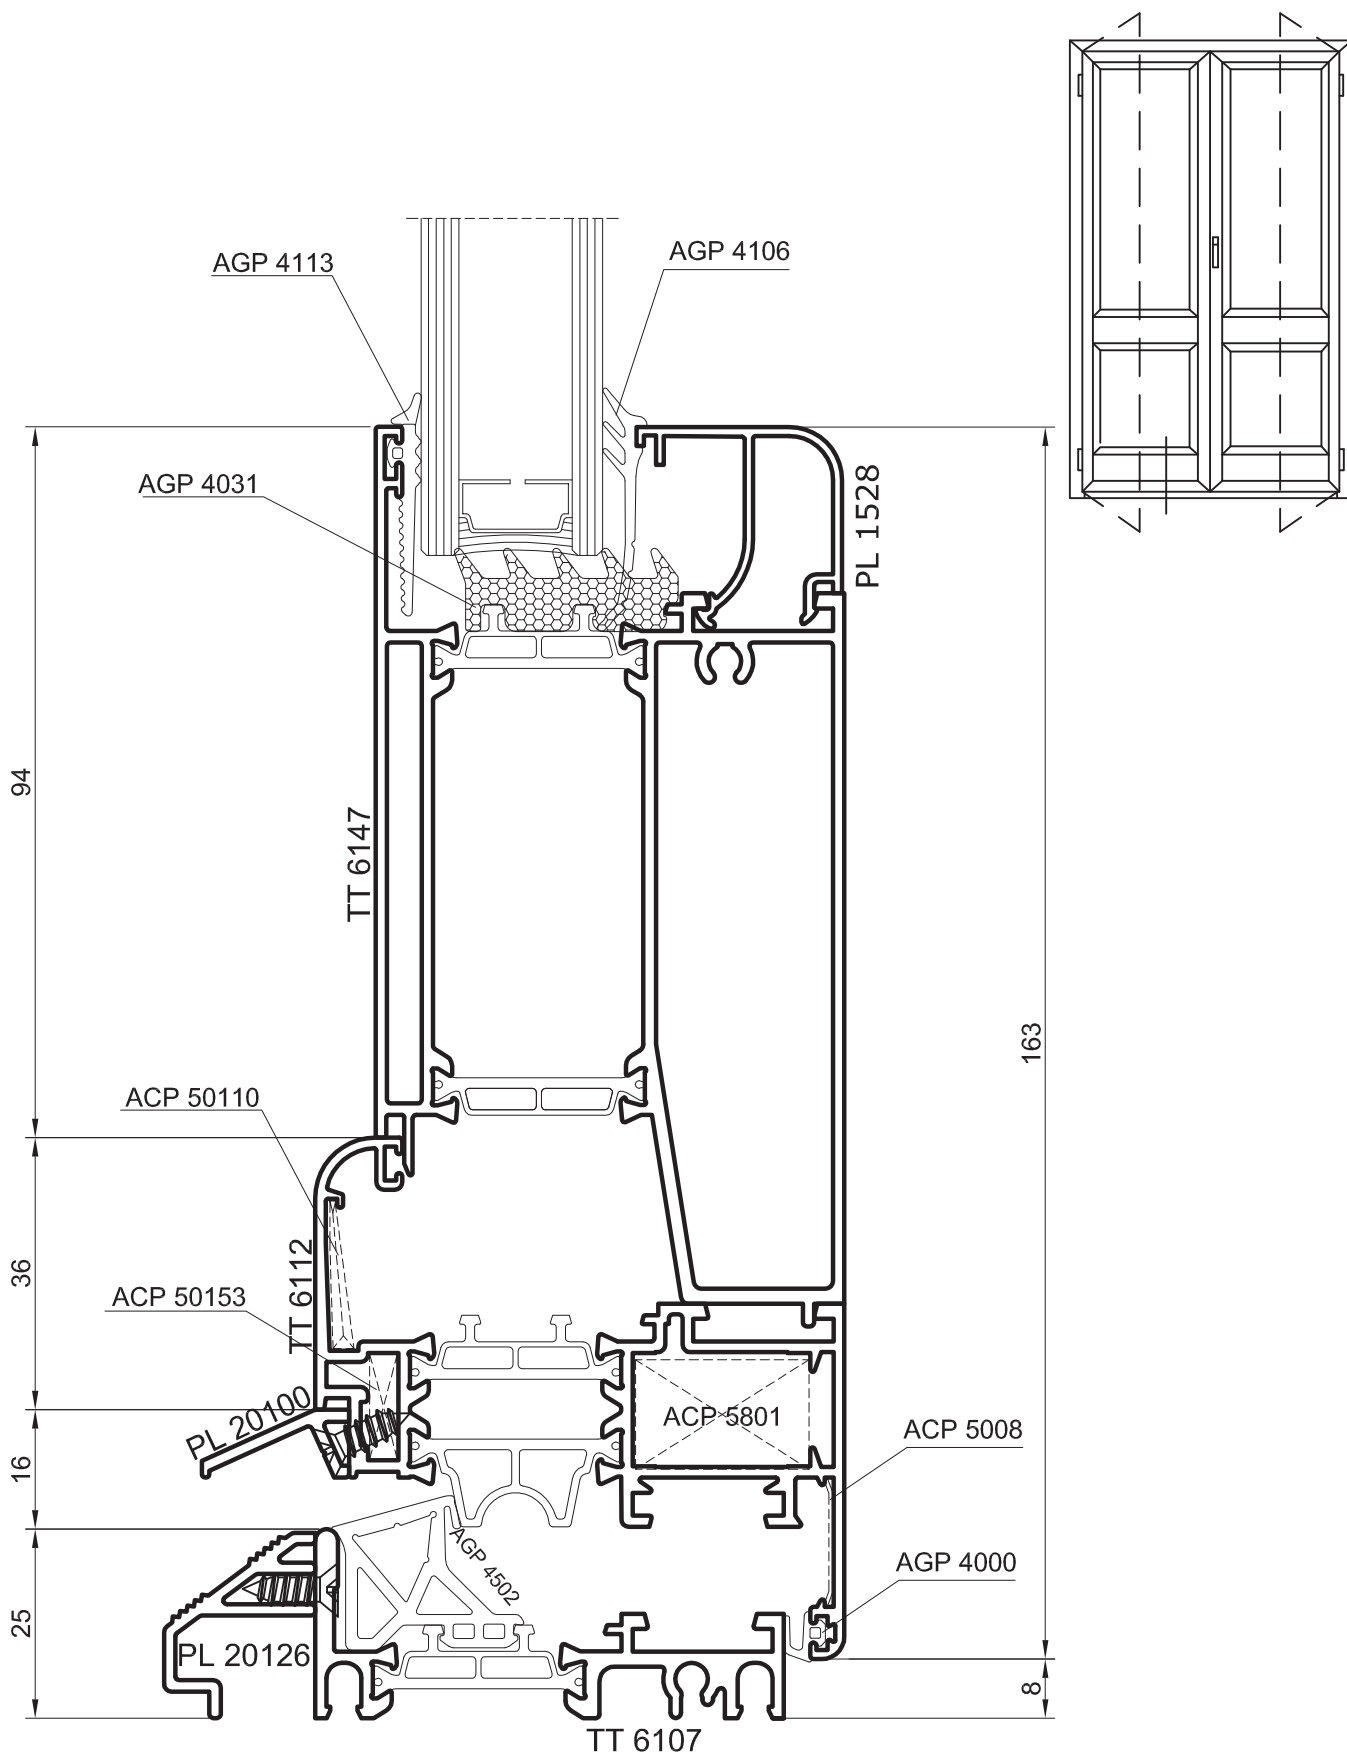 AGP 4113
AGP 4106
AGP 4031
PL 1528
94
TT 6147
163
ACP 50110
TT 6112
36
ACP 50153
PL 20100
ACP 5801
ACP 5008
16
AGP 4502
AGP 4000
25
PL 20126
8
TT 6107